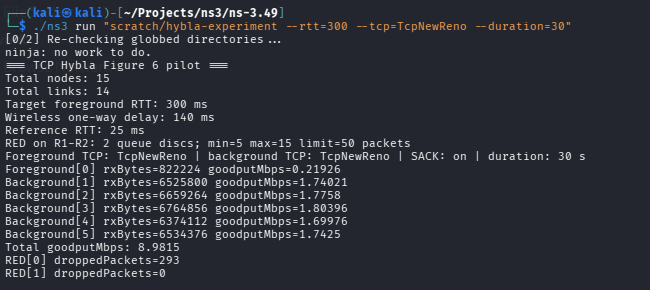 ┌──(kali㉿kali)-[~/Projects/ns3/ns-3.49]
└─$ ./ns3 run "scratch/hybla-experiment --rtt=300 --tcp=TcpNewReno --duration=30"
[0/2] Re-checking globbed directories...
ninja: no work to do.
=== TCP Hybla Figure 6 pilot ===
Total nodes: 15
Total links: 14
Target foreground RTT: 300 ms
Wireless one-way delay: 140 ms
Reference RTT: 25 ms
RED on R1-R2: 2 queue discs; min=5 max=15 limit=50 packets
Foreground TCP: TcpNewReno | background TCP: TcpNewReno | SACK: on | duration: 30 s
Foreground[0] rxBytes=822224 goodputMbps=0.21926
Background[1] rxBytes=6525800 goodputMbps=1.74021
Background[2] rxBytes=6659264 goodputMbps=1.7758
Background[3] rxBytes=6764856 goodputMbps=1.80396
Background[4] rxBytes=6374112 goodputMbps=1.69976
Background[5] rxBytes=6534376 goodputMbps=1.7425
Total goodputMbps: 8.9815
RED[0] droppedPackets=293
RED[1] droppedPackets=0